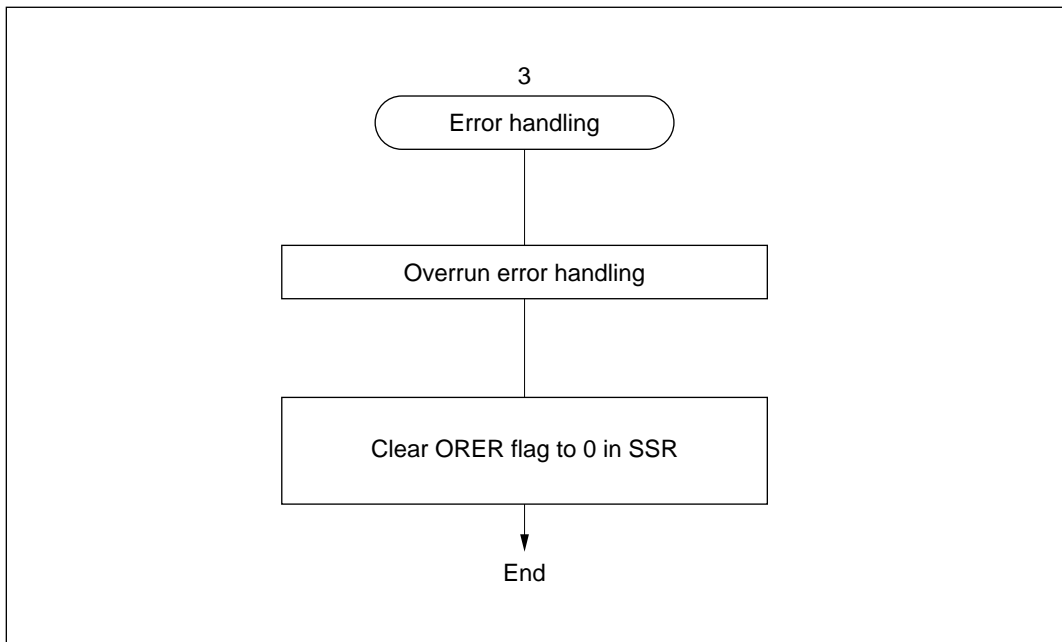 3
Error handling
Overrun error handling
Clear ORER flag to 0 in SSR
End